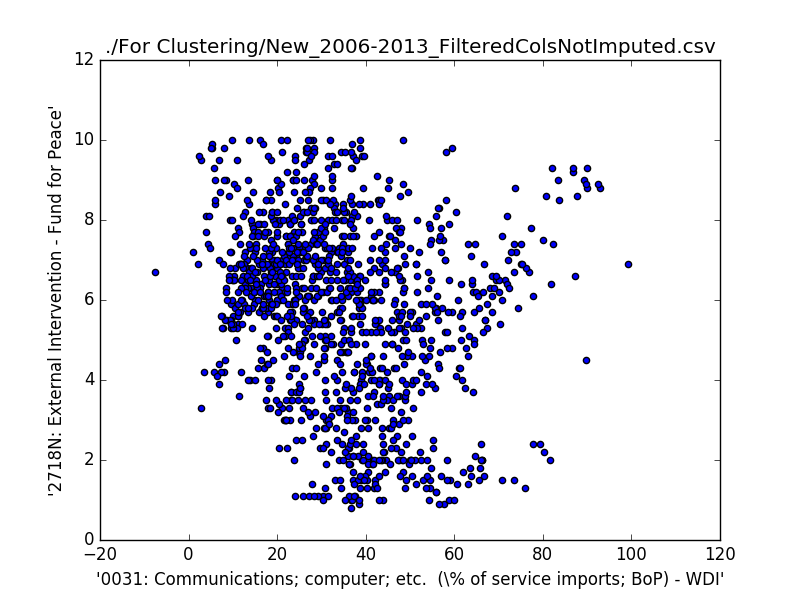 ./For Clustering/New_2006-2013_FilteredColsNotImputed.csv
12
10
8
6
4
2
0
'2718N: External Intervention - Fund for Peace'
−20 0 20 40 60 80 100 120
'0031: Communications; computer; etc.  (\% of service imports; BoP) - WDI'